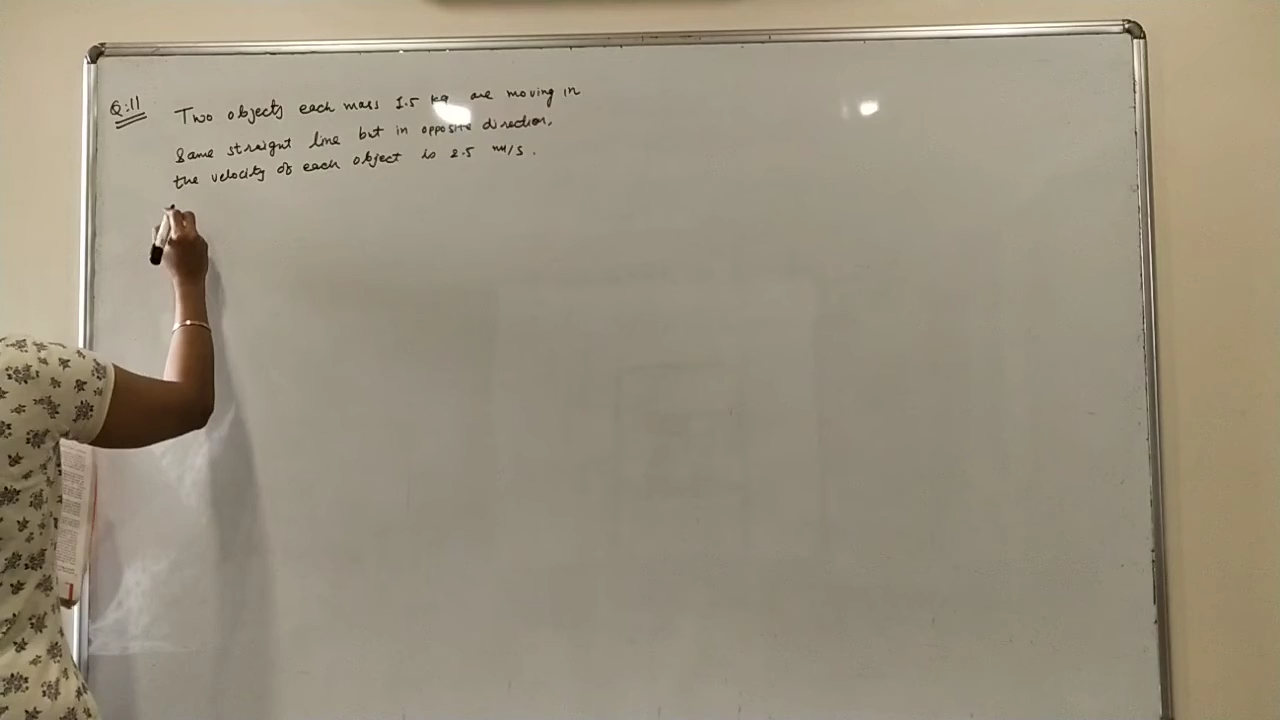 Q:11 Two objects each mass 1.5 kg are moving in
same straight line but in opposite direction,
the velocity of each object is 2.5 m/s.